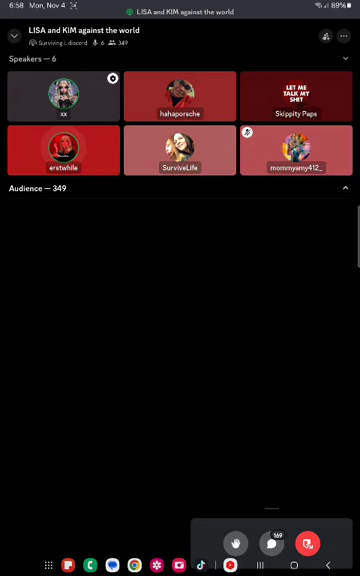 6:58 Mon, Nov 4 89%
LISA and KIM against the world
LISA and KIM against the world
Surviving L discord 6 349
Speakers — 6
xx
hahaporsche
LET ME
TALK MY
SHIT
Skippity Paps
erstwhile
SurviveLife
mommyamy412_
Audience — 349
169